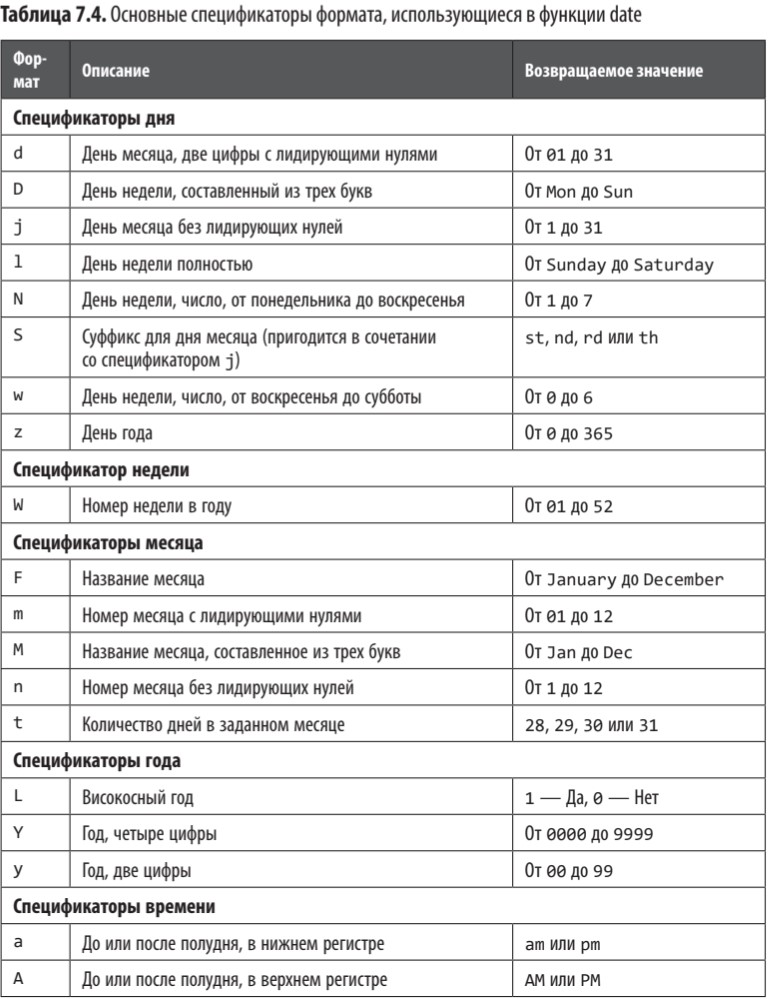 Таблица 7.4. Основные спецификаторы формата, использующиеся в функции date
Фор-
мат Описание Возвращаемое значение
Спецификаторы дня
d День месяца, две цифры с лидирующими нулями От 01 до 31
D День недели, составленный из трех букв От Mon до Sun
j День месяца без лидирующих нулей От 1 до 31
l День недели полностью От Sunday до Saturday
N День недели, число, от понедельника до воскресенья От 1 до 7
S Суффикс для дня месяца (пригодится в сочетании st, nd, rd или th
со спецификатором j)
w День недели, число, от воскресенья до субботы От 0 до 6
z День года От 0 до 365
Спецификатор недели
W Номер недели в году От 01 до 52
Спецификаторы месяца
F Название месяца От January до December
m Номер месяца с лидирующими нулями От 01 до 12
M Название месяца, составленное из трех букв От Jan до Dec
n Номер месяца без лидирующих нулей От 1 до 12
t Количество дней в заданном месяце 28, 29, 30 или 31
Спецификаторы года
L Високосный год 1 — Да, 0 — Нет
Y Год, четыре цифры От 0000 до 9999
y Год, две цифры От 00 до 99
Спецификаторы времени
a До или после полудня, в нижнем регистре am или pm
A До или после полудня, в верхнем регистре AM или PM